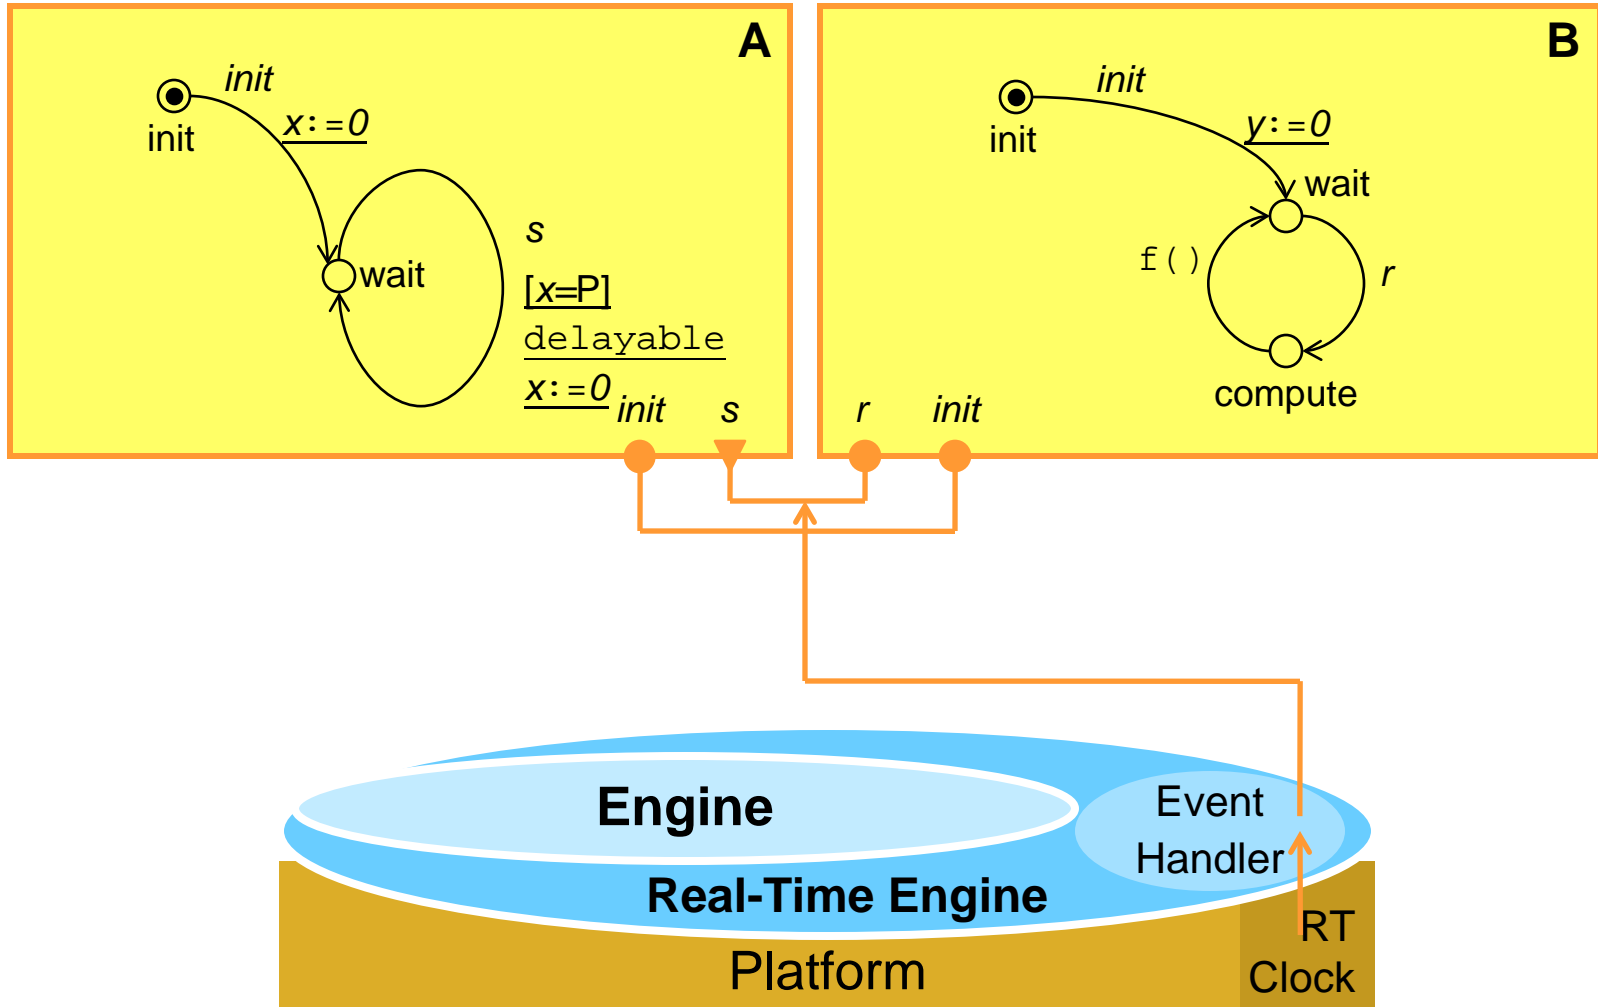 A
init
x:=0
init
wait
s
[x=P]
delayable
x:=0
init
s
B
init
y:=0
init
wait
f()
r
compute
r
init
Engine
Event
Handler
Real-Time Engine
RT
Clock
Platform